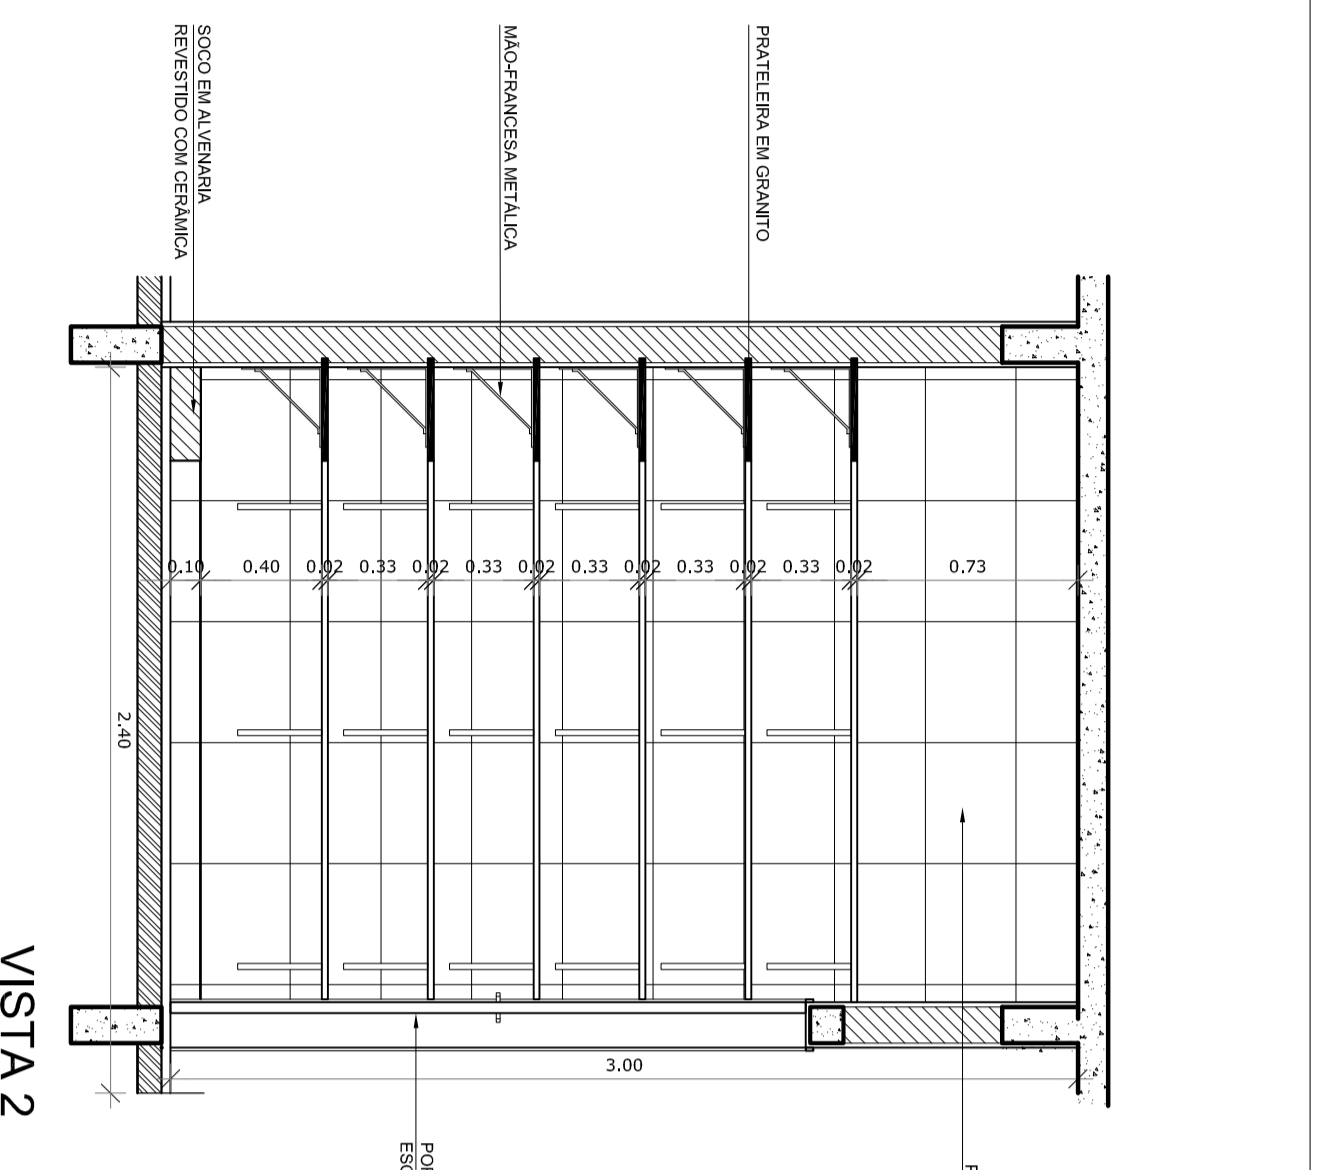 PRATELEIRA EM GRANITO
MÃO-FRANCESA METÁLICA
SOCO EM ALVENARIA
REVESTIDO COM CERÂMICA
0.10 0.40 0.02 0.33 0.02 0.33 0.02 0.33 0.02 0.33 0.02 0.33 0.02 0.73
2.40
3.00
VISTA 2